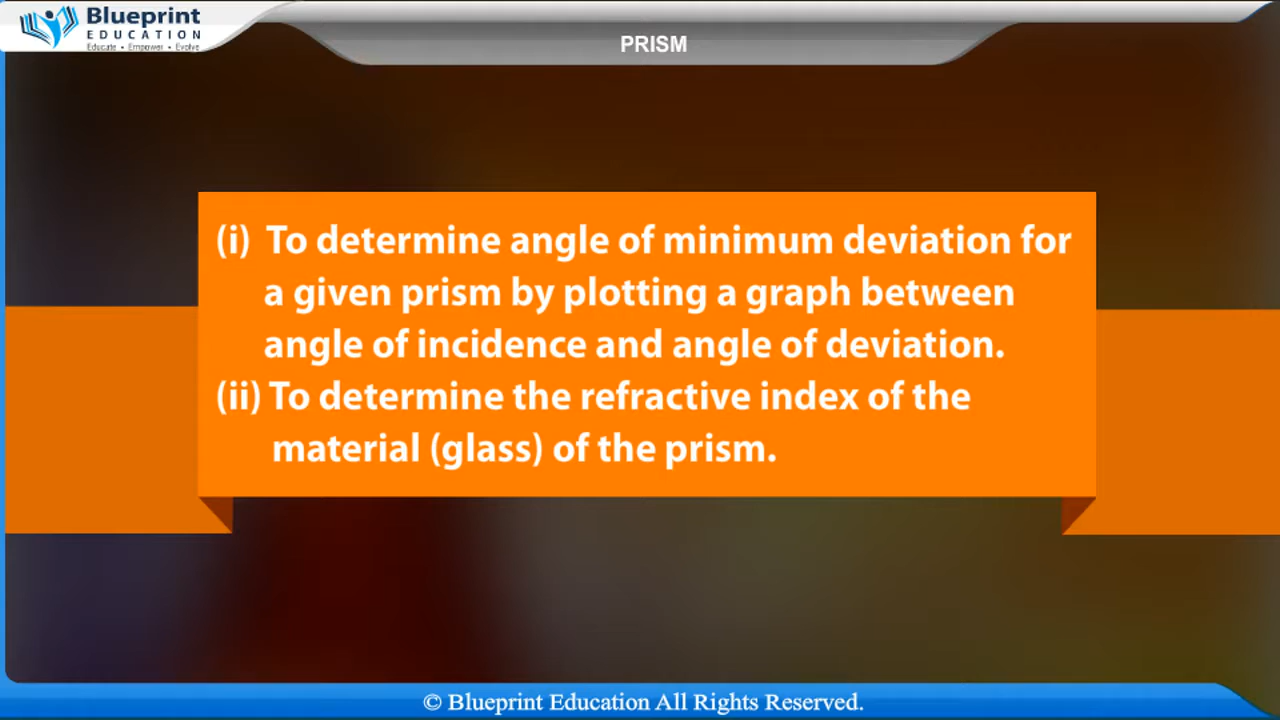 Blueprint
EDUCATION
Educate • Empower • Evolve
PRISM
(i) To determine angle of minimum deviation for
a given prism by plotting a graph between
angle of incidence and angle of deviation.
(ii) To determine the refractive index of the
material (glass) of the prism.
© Blueprint Education All Rights Reserved.